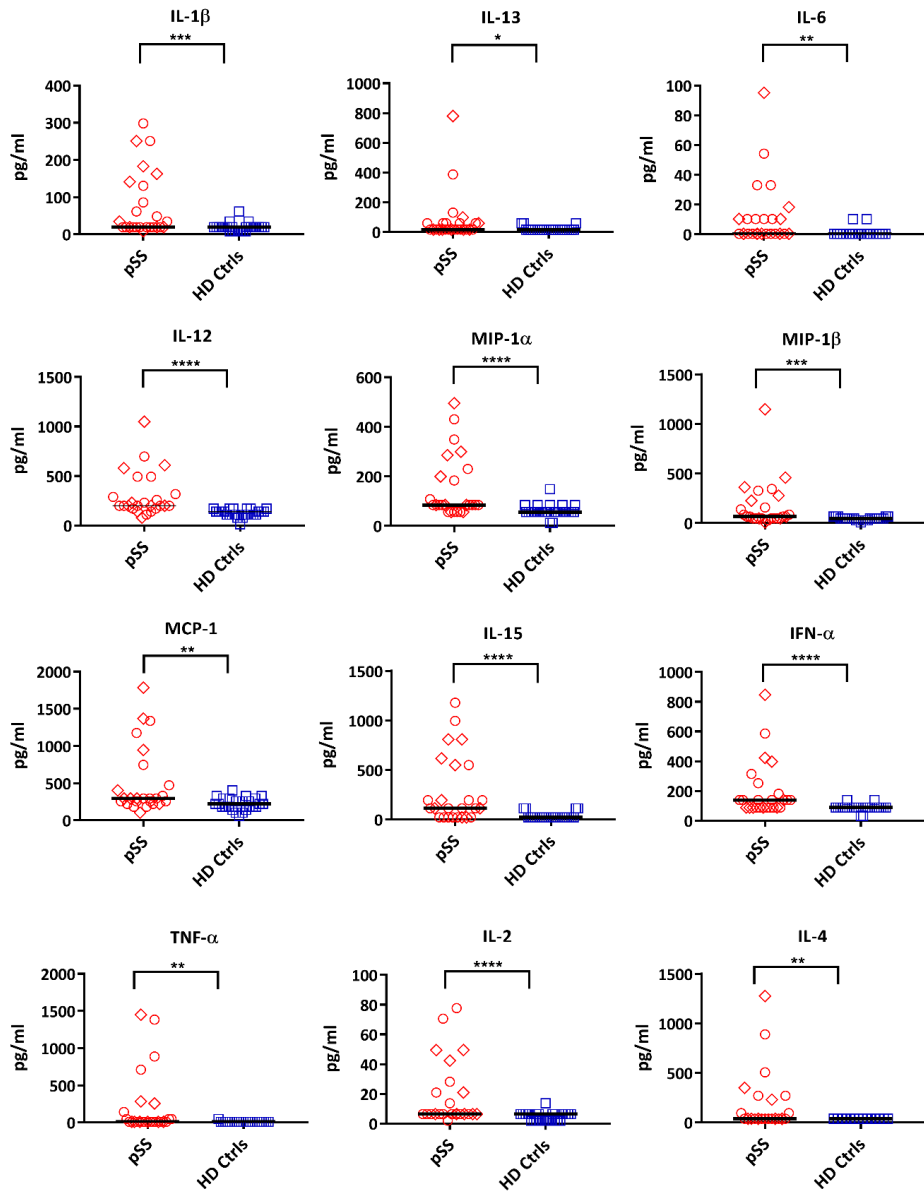 IL-1β
***
pg/ml
400
300
200
100
0
pSS
HD Ctrls
IL-13
*
pg/ml
1000
800
600
400
200
0
pSS
HD Ctrls
IL-6
**
pg/ml
100
80
60
40
20
0
pSS
HD Ctrls
IL-12
****
pg/ml
1500
1000
500
0
pSS
HD Ctrls
MIP-1α
****
pg/ml
600
400
200
0
pSS
HD Ctrls
MIP-1β
***
pg/ml
1500
1000
500
0
pSS
HD Ctrls
MCP-1
**
pg/ml
2000
1500
1000
500
0
pSS
HD Ctrls
IL-15
****
pg/ml
1500
1000
500
0
pSS
HD Ctrls
IFN-α
****
pg/ml
1000
800
600
400
200
0
pSS
HD Ctrls
TNF-α
**
pg/ml
2000
1500
1000
500
0
pSS
HD Ctrls
IL-2
****
pg/ml
100
80
60
40
20
0
pSS
HD Ctrls
IL-4
**
pg/ml
1500
1000
500
0
pSS
HD Ctrls